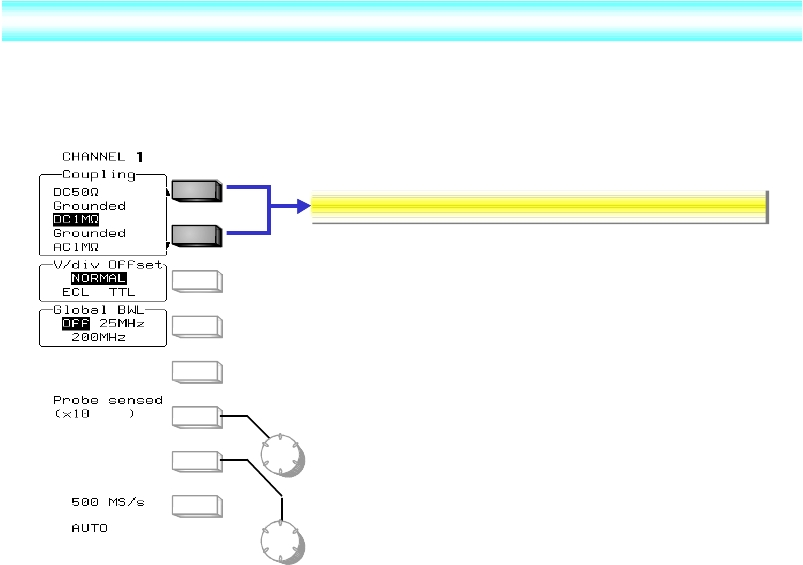 CHANNEL 1
Coupling
DC50Ω
Grounded
DC1MΩ
Grounded
AC1MΩ
V/div Offset
NORMAL
ECL TTL
Global BWL
OFF 25MHz
200MHz
Probe sensed
(x10 )
500 MS/s
AUTO